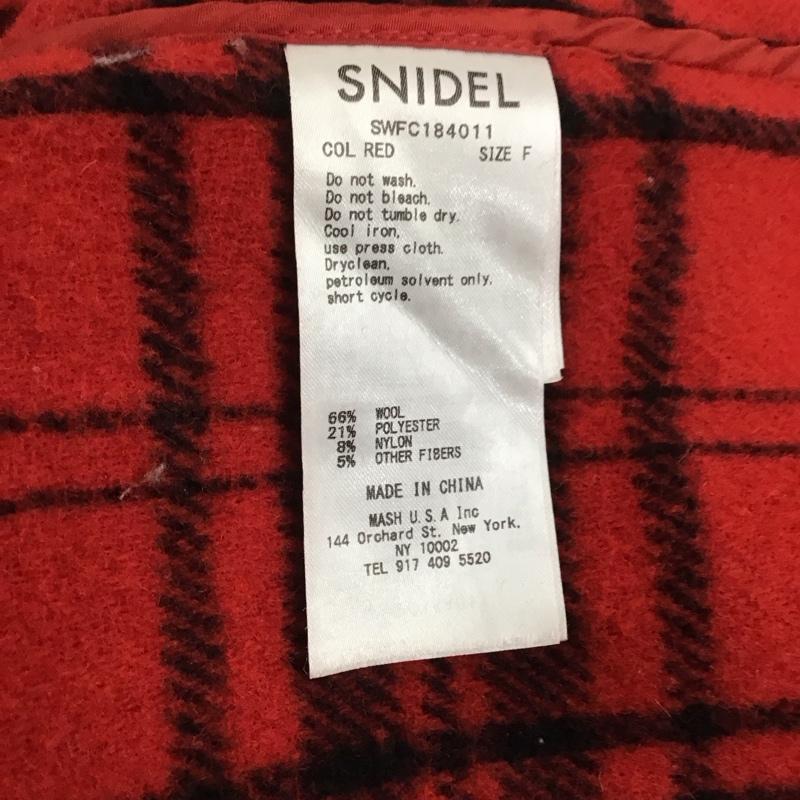 SNIDEL
SWFC184011
COL RED SIZE F
Do not wash.
Do not bleach.
Do not tumble dry.
Cool iron,
use press cloth.
Dryclean,
petroleum solvent only.
short cycle.
66% WOOL
21% POLYESTER
8% NYLON
5% OTHER FIBERS
MADE IN CHINA
MASH U.S.A Inc
144 Orchard St. New York,
NY 10002
TEL 917 409 5520